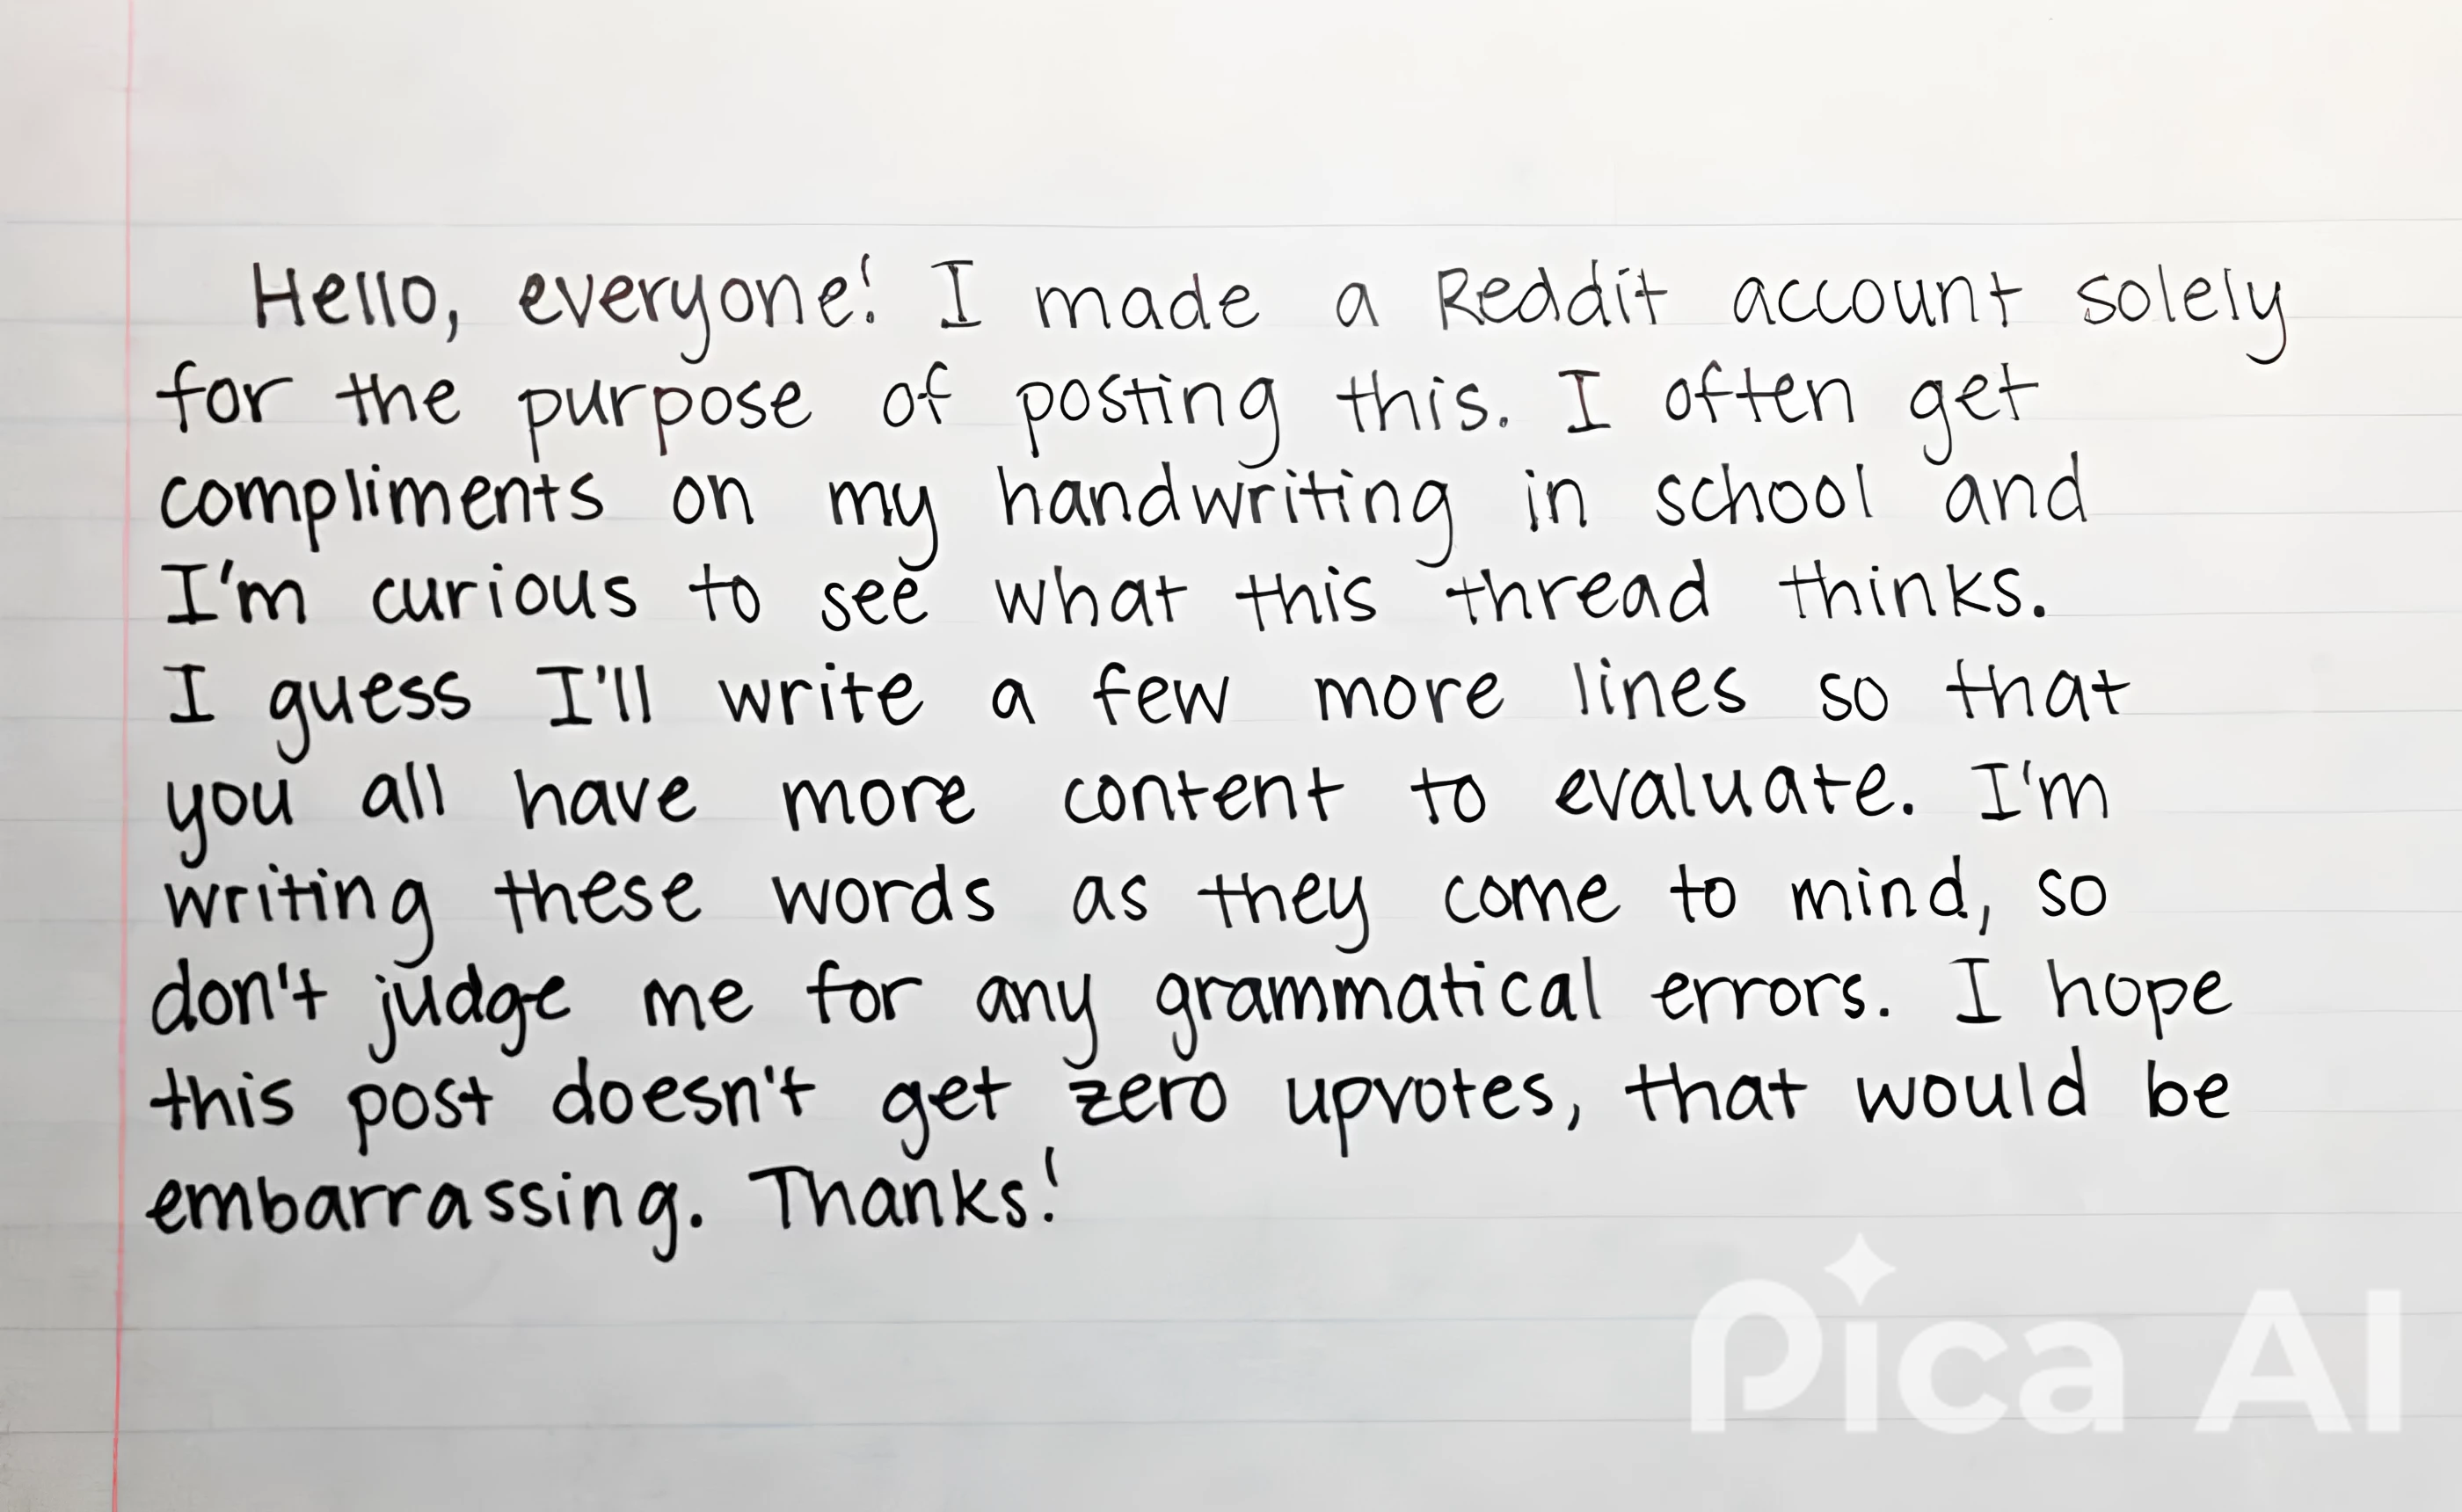 Hello, everyone! I made a Reddit account solely
for the purpose of posting this. I often get
compliments on my handwriting in school and
I'm curious to see what this thread thinks.
I guess I'll write a few more lines so that
you all have more content to evaluate. I'm
writing these words as they come to mind, so
don't judge me for any grammatical errors. I hope
this post doesn't get zero upvotes, that would be
embarrassing. Thanks!
Pica AI